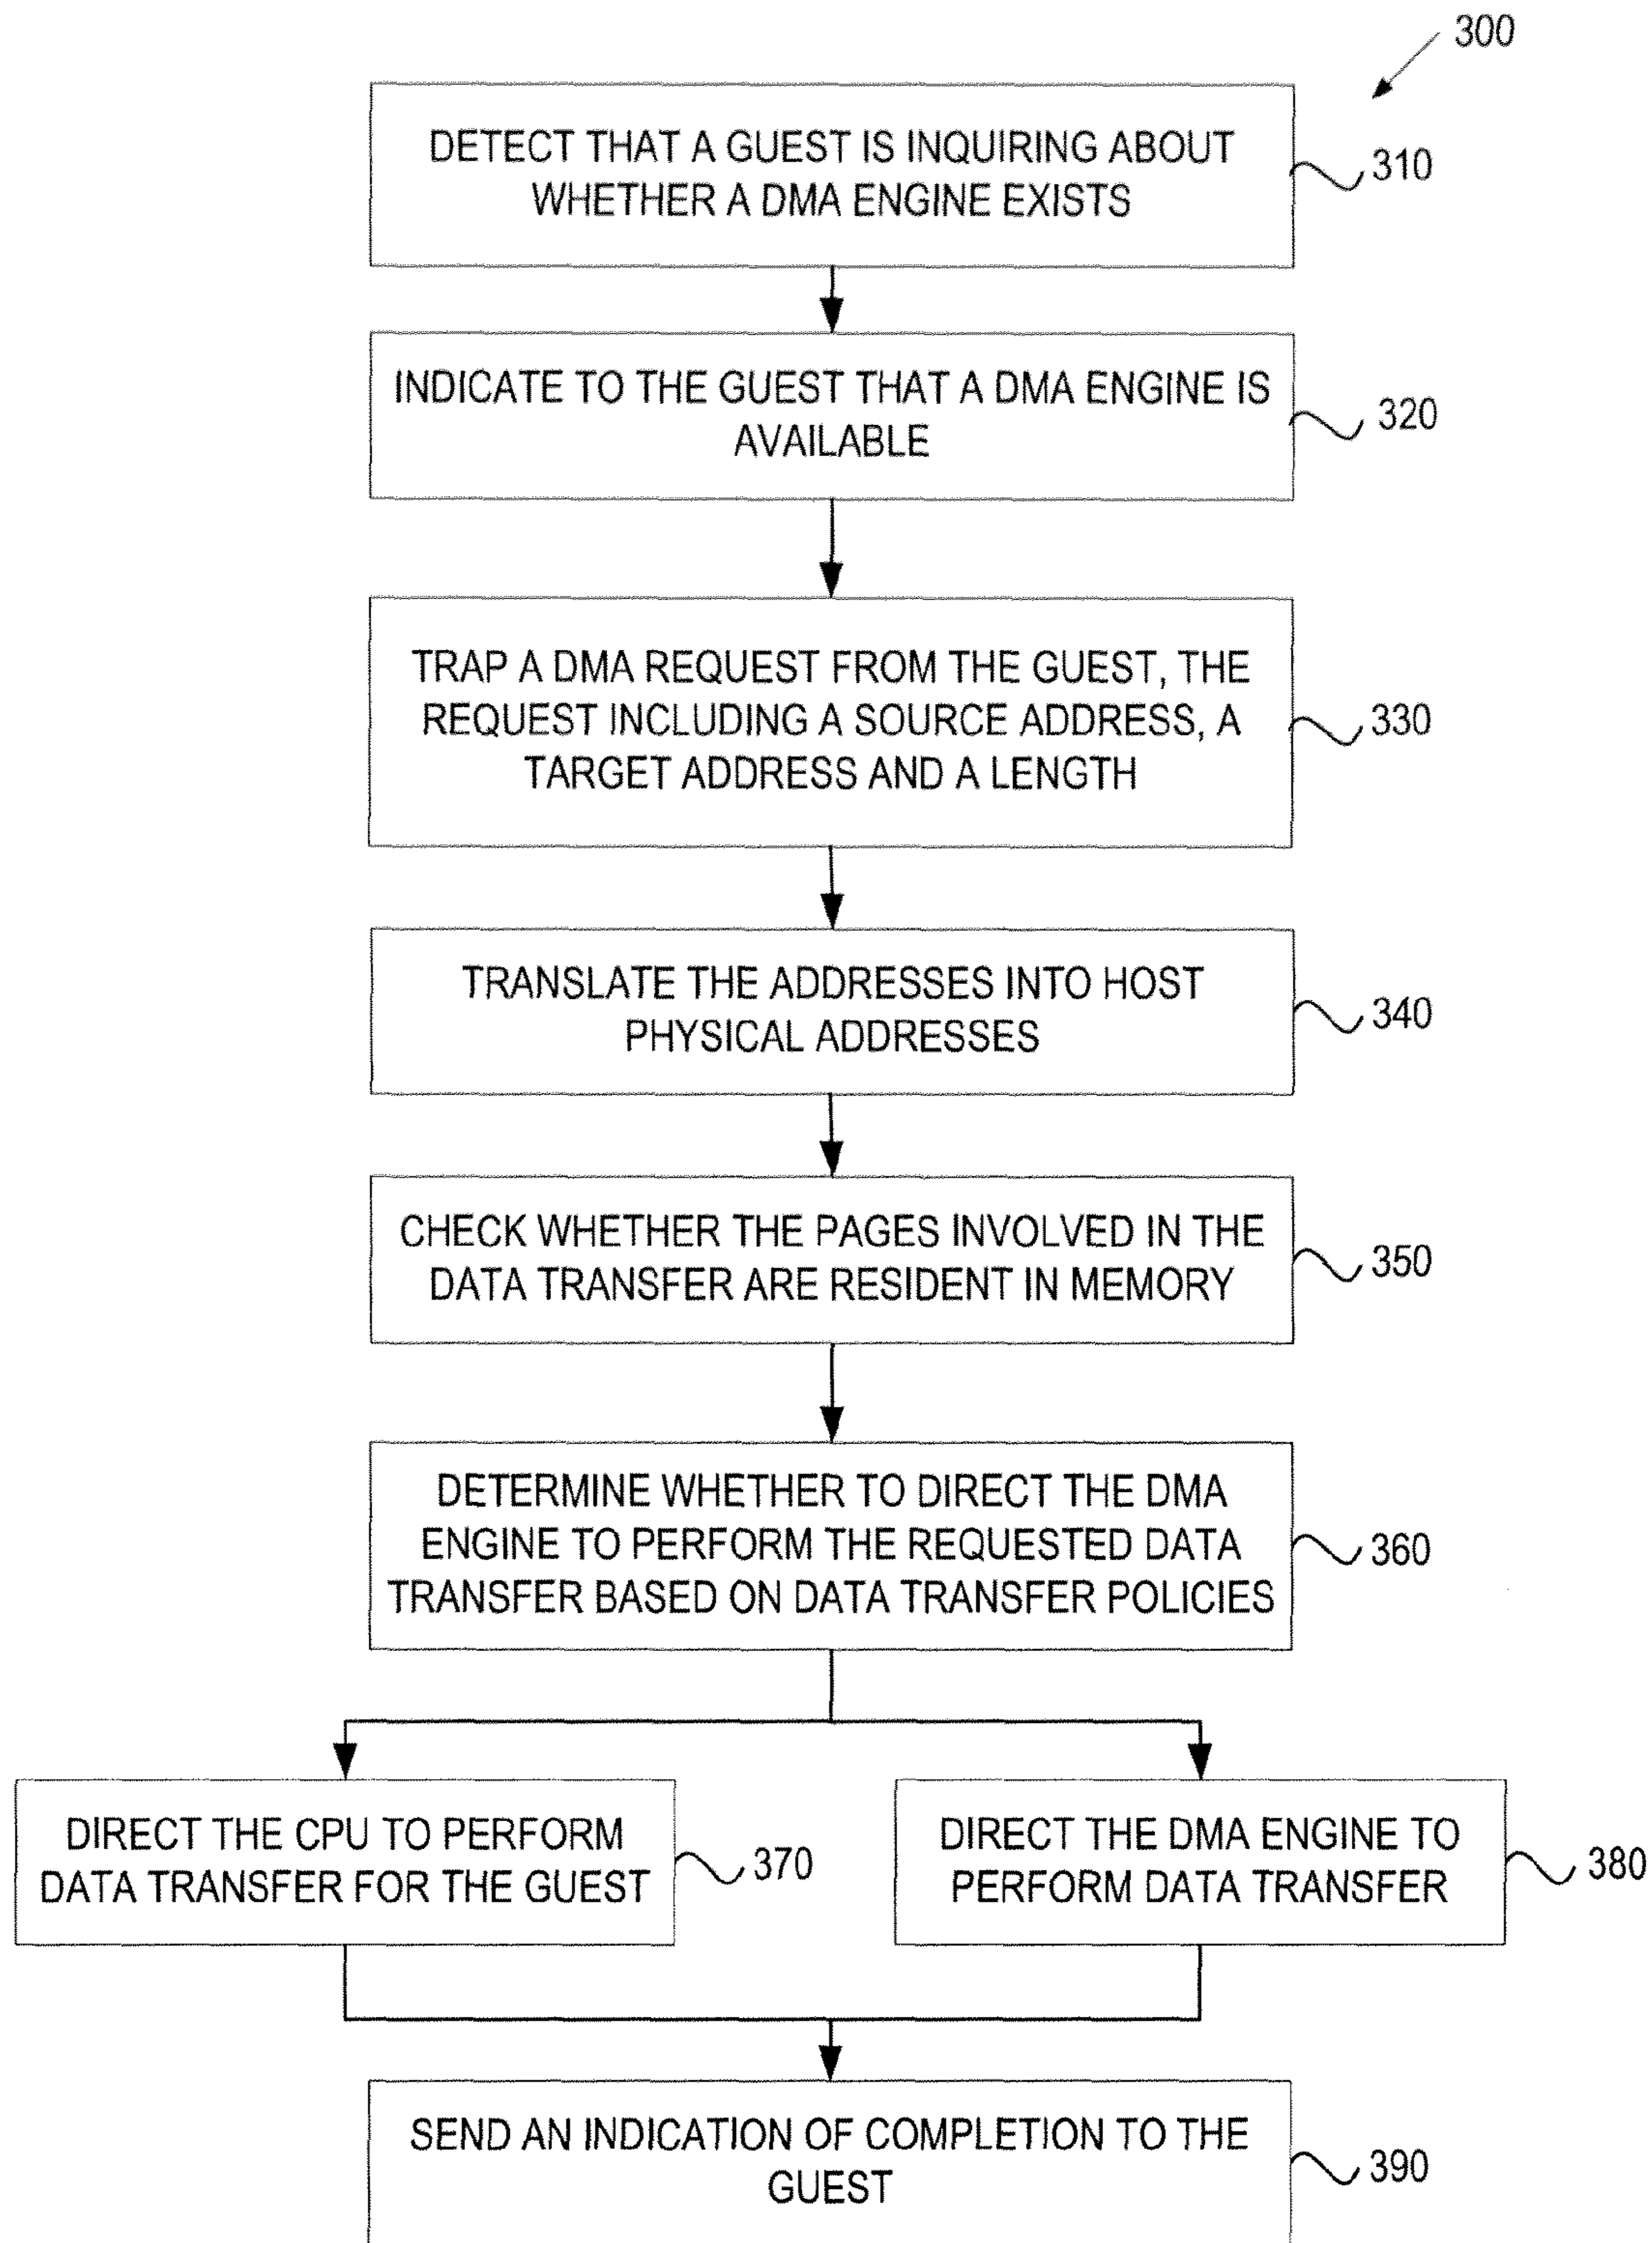 300
DETECT THAT A GUEST IS INQUIRING ABOUT
WHETHER A DMA ENGINE EXISTS
310
INDICATE TO THE GUEST THAT A DMA ENGINE IS
AVAILABLE
320
TRAP A DMA REQUEST FROM THE GUEST, THE
REQUEST INCLUDING A SOURCE ADDRESS, A
TARGET ADDRESS AND A LENGTH
330
TRANSLATE THE ADDRESSES INTO HOST
PHYSICAL ADDRESSES
340
CHECK WHETHER THE PAGES INVOLVED IN THE
DATA TRANSFER ARE RESIDENT IN MEMORY
350
DETERMINE WHETHER TO DIRECT THE DMA
ENGINE TO PERFORM THE REQUESTED DATA
TRANSFER BASED ON DATA TRANSFER POLICIES
360
DIRECT THE CPU TO PERFORM
DATA TRANSFER FOR THE GUEST
370
DIRECT THE DMA ENGINE TO
PERFORM DATA TRANSFER
380
SEND AN INDICATION OF COMPLETION TO THE
GUEST
390